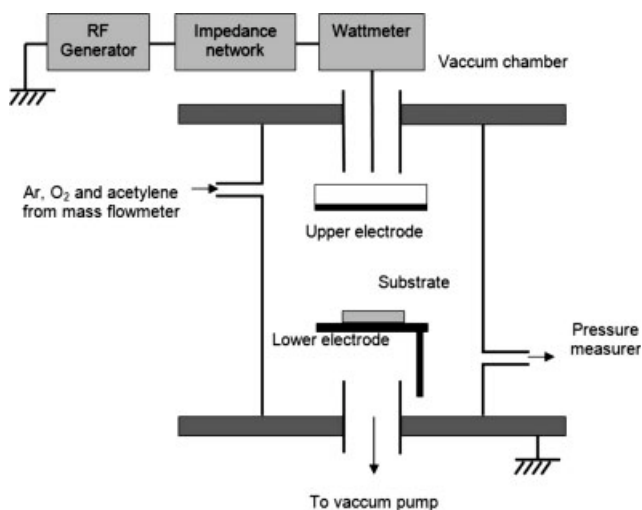 RF
Generator
Impedance
network
Wattmeter
Vaccum chamber
Ar, O₂ and acetylene
from mass flowmeter
Upper electrode
Substrate
Lower electrode
Pressure
measurer
To vaccum pump